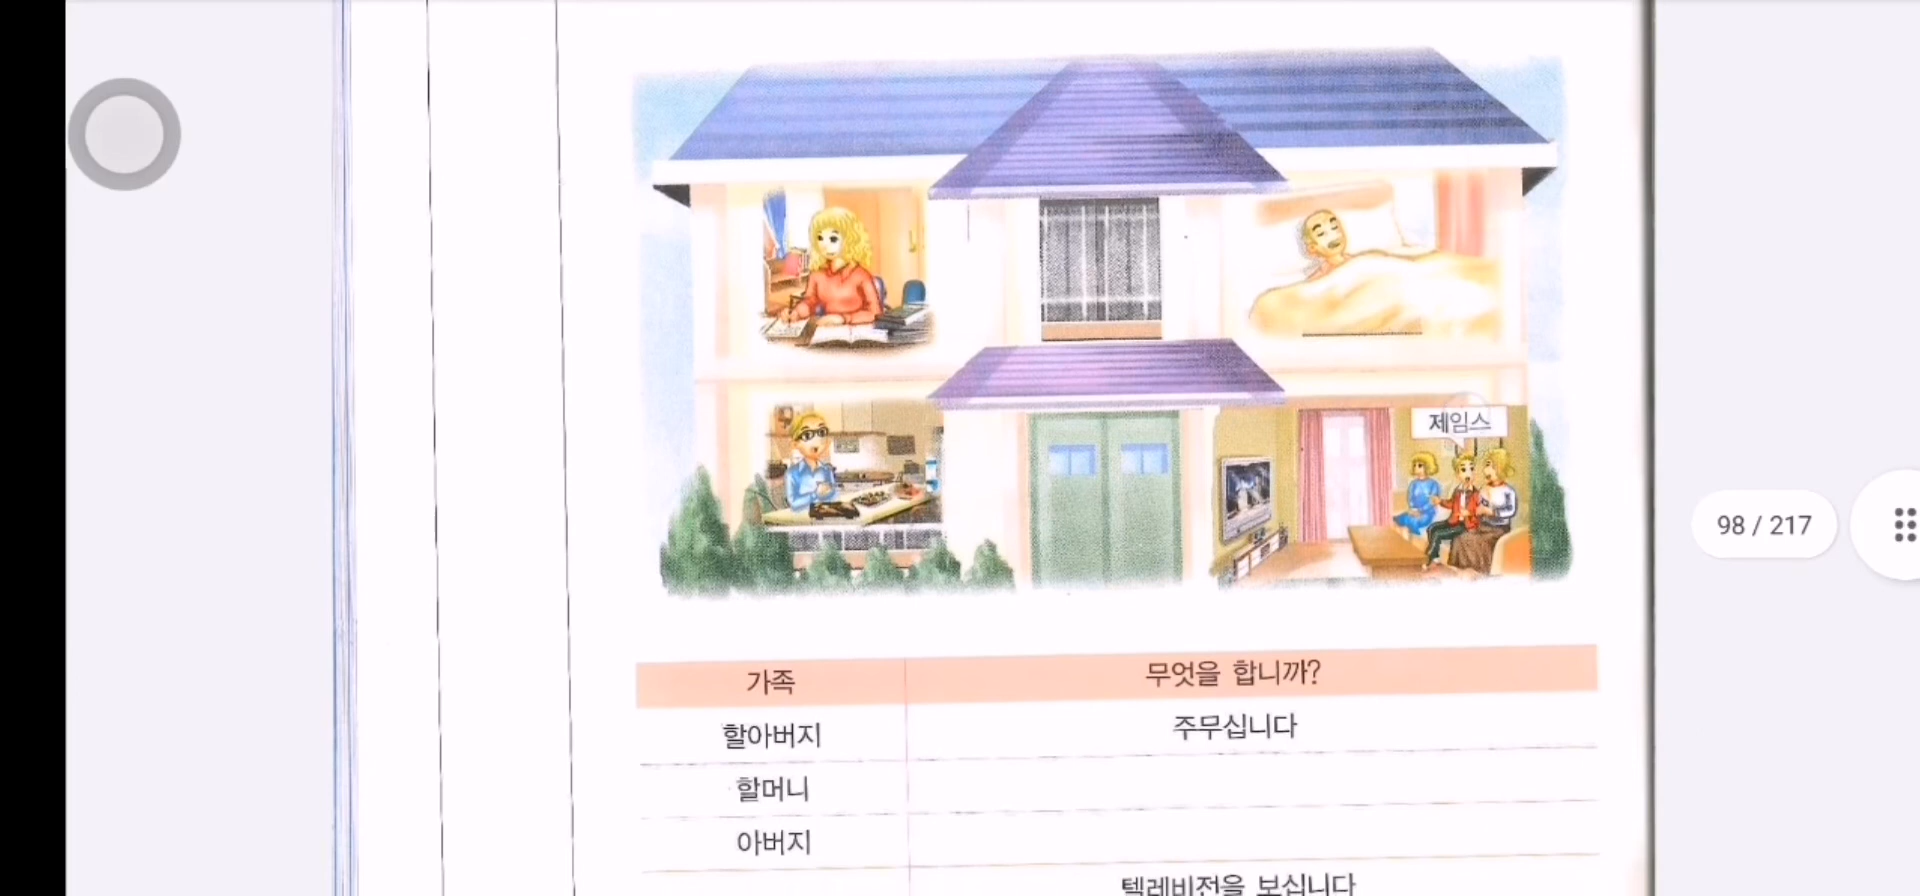 제임스
98 / 217
가족 무엇을 합니까?
할아버지 주무십니다
할머니
아버지
텔레비전을 보십니다